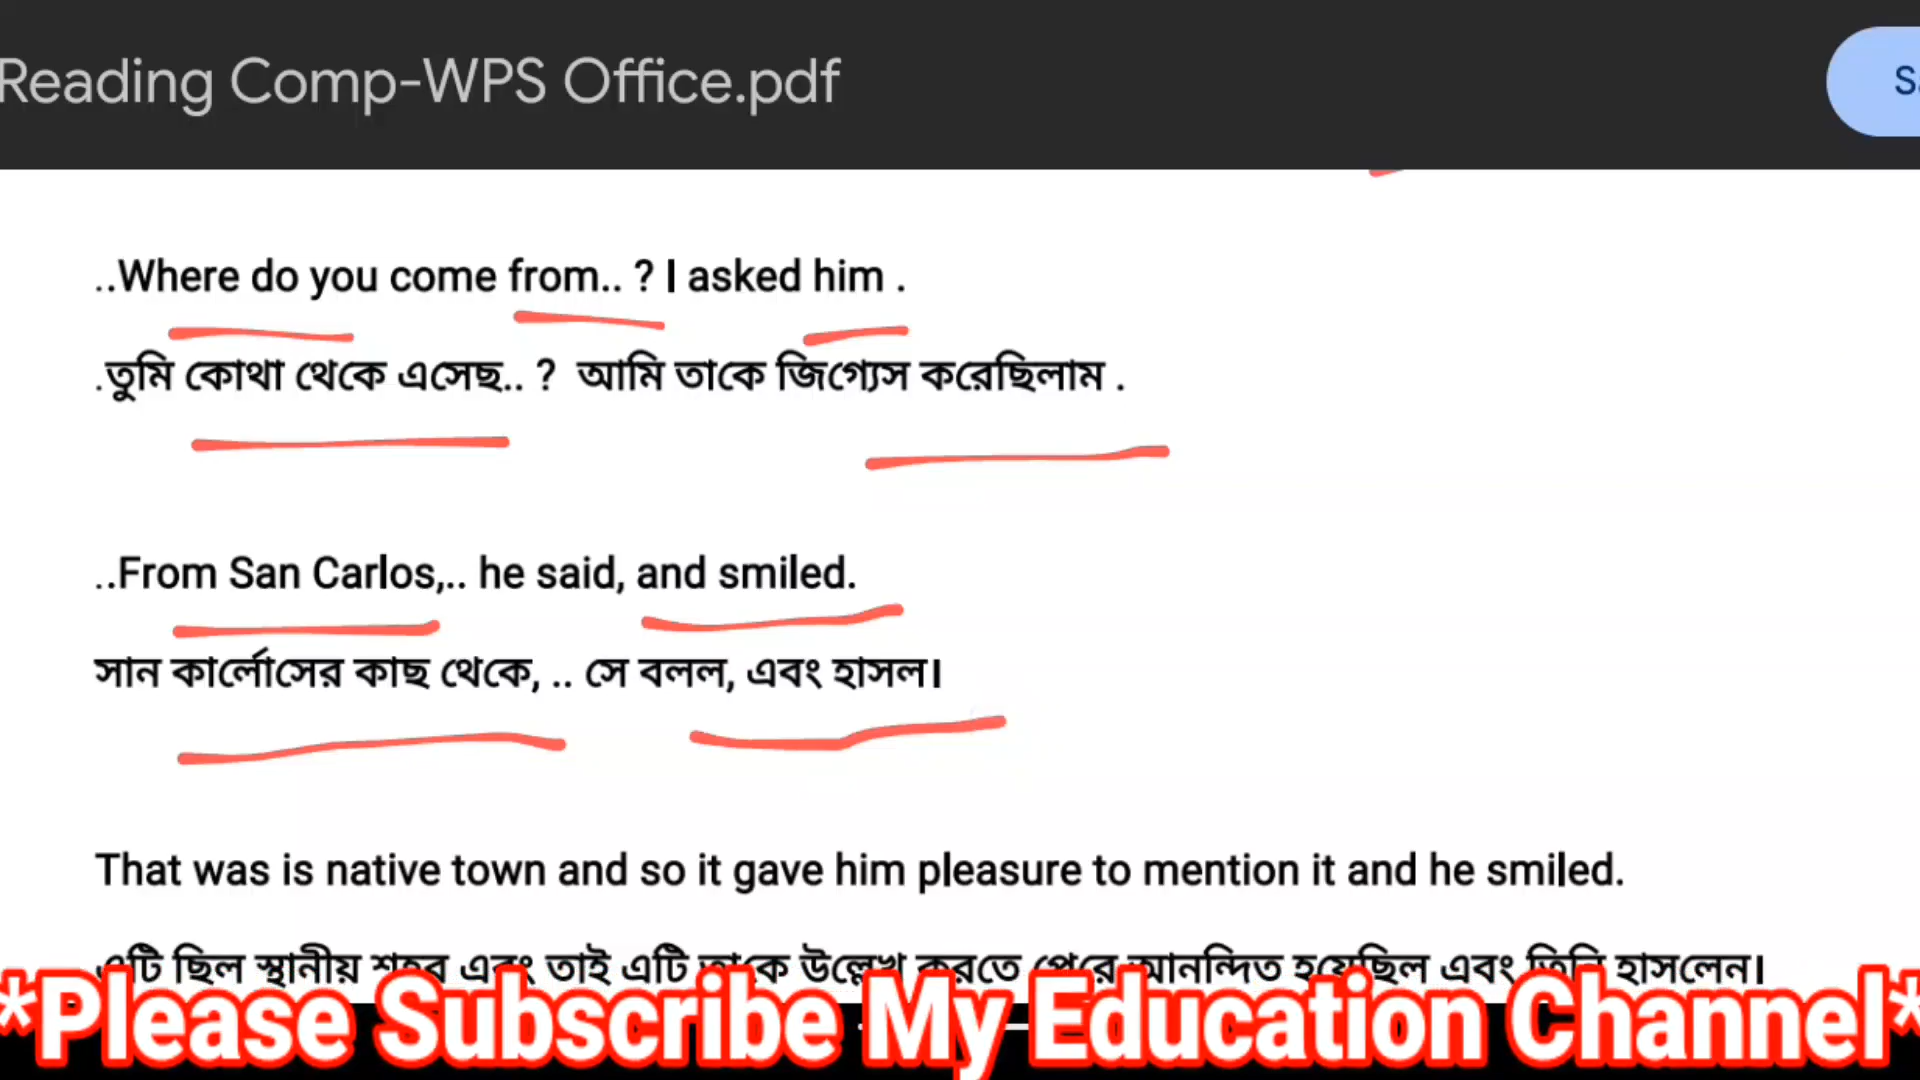 Reading Comp-WPS Office.pdf
..Where do you come from.. ? I asked him .
.তুমি কোথা থেকে এসেছ.. ? আমি তাকে জিগ্যেস করেছিলাম .
..From San Carlos,.. he said, and smiled.
সান কার্লোসের কাছ থেকে, .. সে বলল, এবং হাসল।
That was is native town and so it gave him pleasure to mention it and he smiled.
এটি ছিল স্থানীয় শহর এবং তাই এটি তাকে উল্লেখ করতে পেরে আনন্দিত হয়েছিল এবং তিনি হাসলেন।
*Please Subscribe My Education Channel*